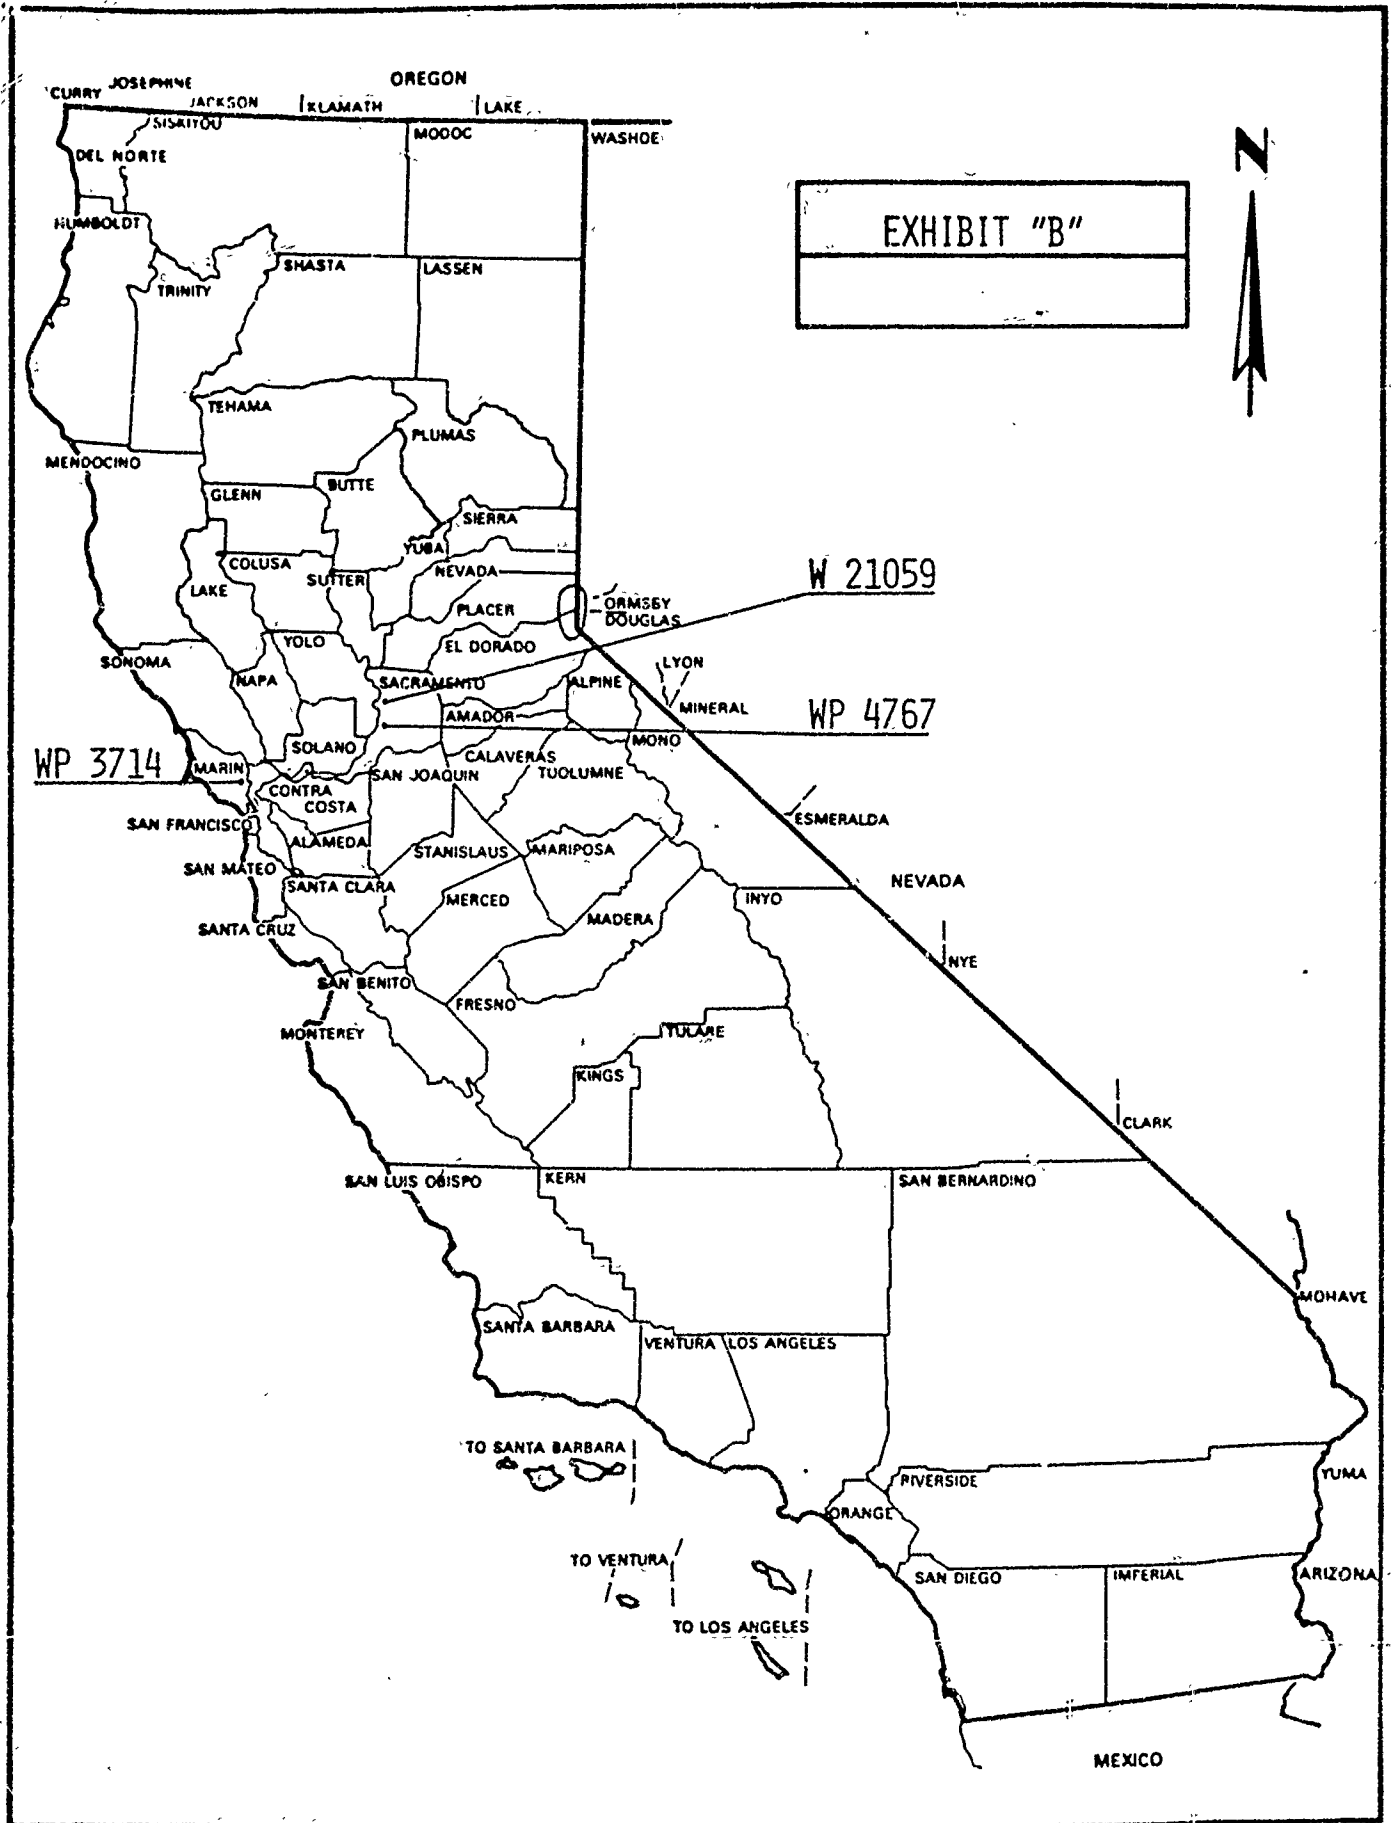 OREGON
CURRY
JOSEPHINE
JACKSON
KLAMATH
LAKE
SISKIYOU
MODOC
WASHOE
DEL NORTE
N
HUMBOLDT
EXHIBIT "B"
SHASTA
LASSEN
TRINITY
TEHAMA
PLUMAS
MENDOCINO
GLENN
BUTTE
SIERRA
YUBA
COLUSA
SUTTER
NEVADA
W 21059
LAKE
PLACER
ORMSBY
DOUGLAS
YOLO
EL DORADO
SONOMA
LYON
NAPA
SACRAMENTO
ALPINE
MINERAL
AMADOR
WP 4767
SOLANO
MONO
WP 3714
MARIN
CALAVERAS
SAN JOAQUIN
TUOLUMNE
CONTRA
COSTA
SAN FRANCISCO
ESMERALDA
ALAMEDA
STANISLAUS
MARIPOSA
SAN MATEO
SANTA CLARA
NEVADA
MERCED
INYO
SANTA CRUZ
MADERA
NYE
SAN BENITO
FRESNO
MONTEREY
TULARE
KINGS
CLARK
SAN LUIS OBISPO
KERN
SAN BERNARDINO
MOHAVE
SANTA BARBARA
VENTURA
LOS ANGELES
TO SANTA BARBARA
RIVERSIDE
YUMA
ORANGE
TO VENTURA
SAN DIEGO
IMFERIAL
ARIZONA
TO LOS ANGELES
MEXICO